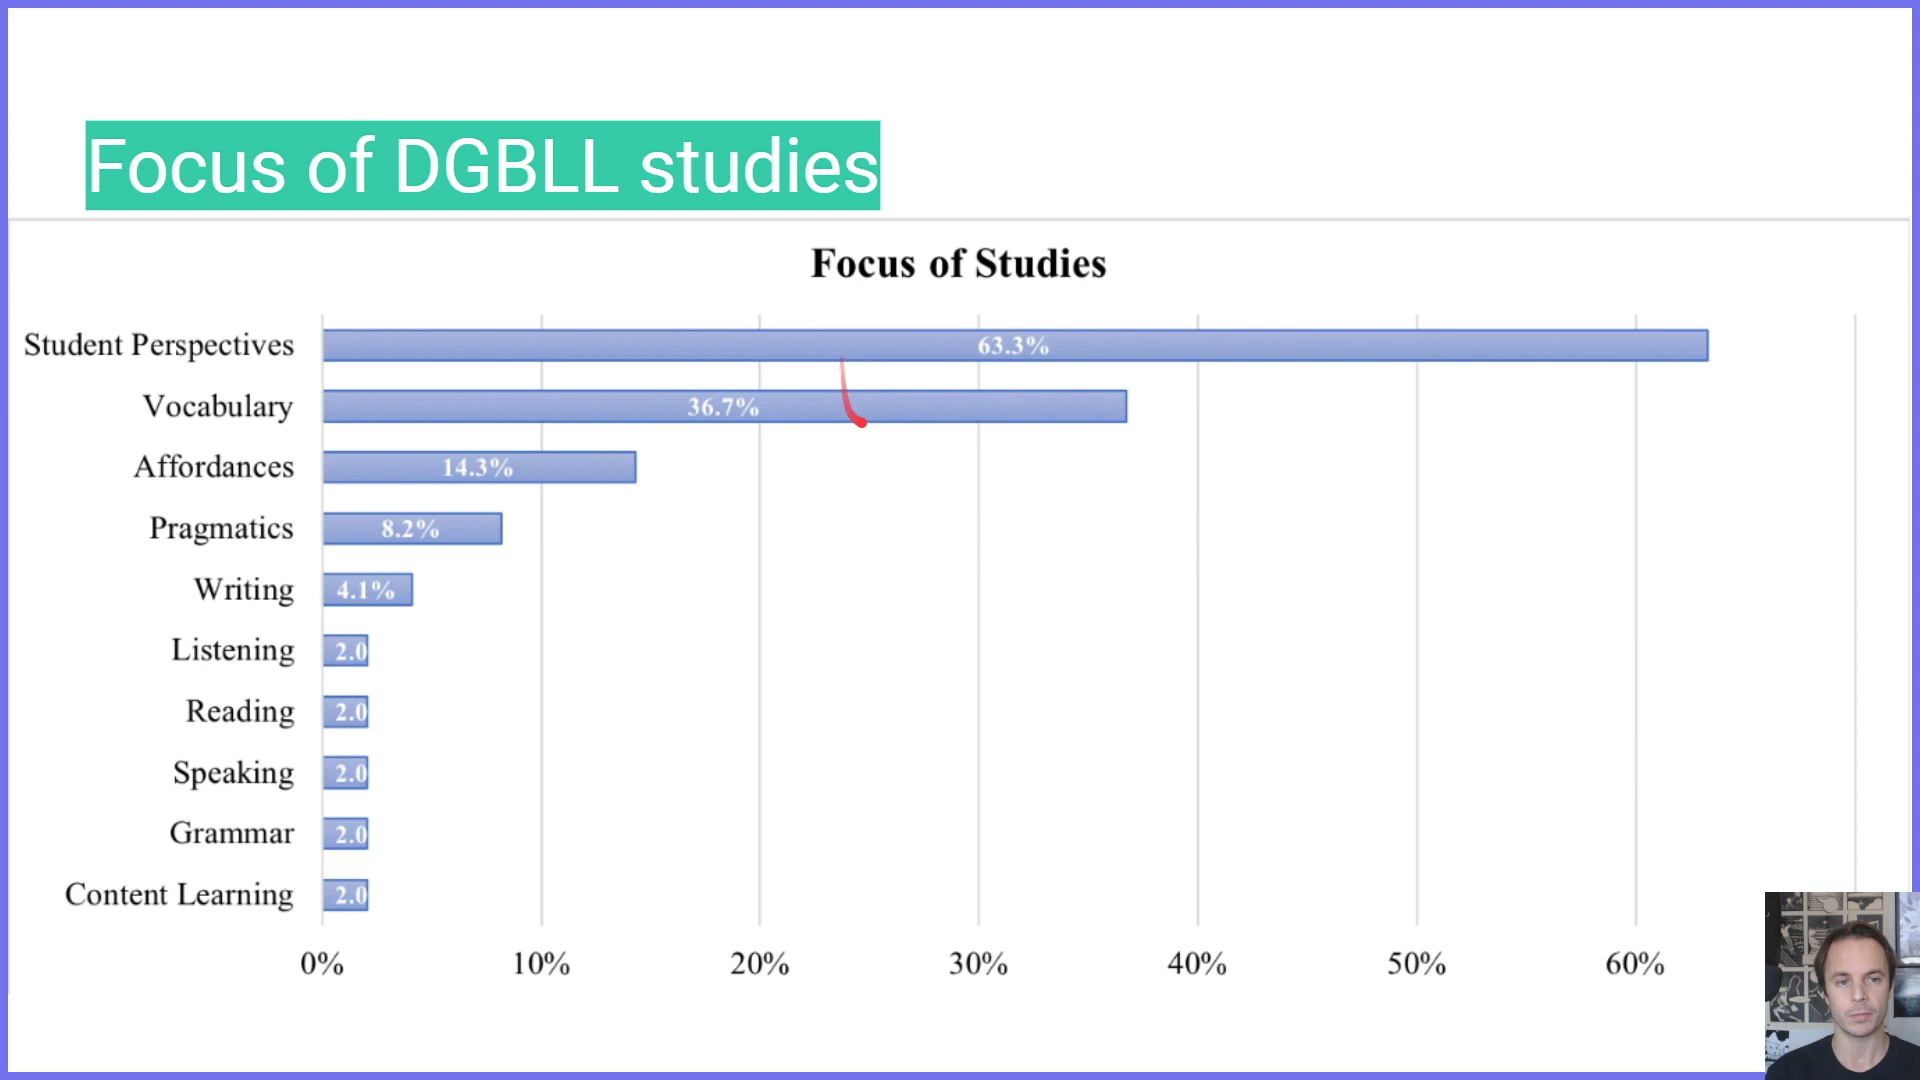 Focus of DGBLL studies
Focus of Studies
Student Perspectives 63.3%
Vocabulary 36.7%
Affordances 14.3%
Pragmatics 8.2%
Writing 4.1%
Listening 2.0
Reading 2.0
Speaking 2.0
Grammar 2.0
Content Learning 2.0
0% 10% 20% 30% 40% 50% 60%